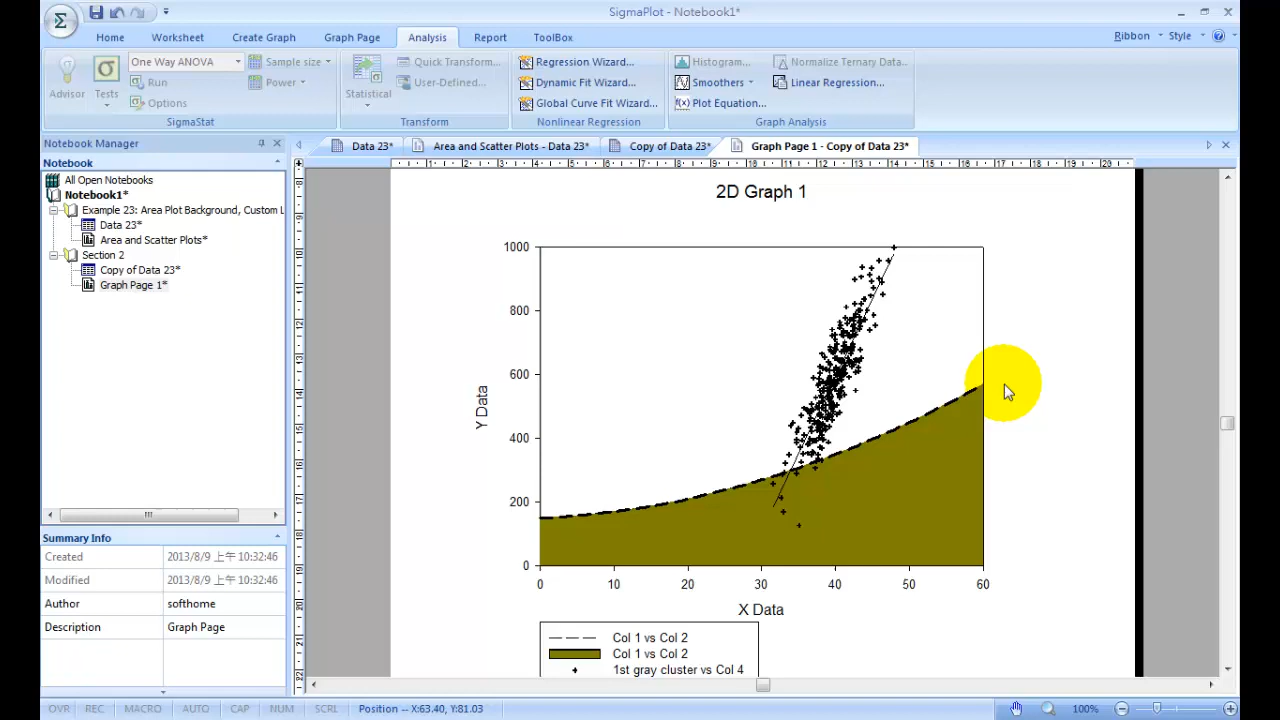 SigmaPlot - Notebook1*
Home Worksheet Create Graph Graph Page Analysis Report ToolBox Ribbon Style
Advisor Tests One Way ANOVA Run Options Sample size Power
SigmaStat
Statistical Quick Transform... User-Defined...
Transform
Regression Wizard...
Dynamic Fit Wizard...
Global Curve Fit Wizard...
Nonlinear Regression
Histogram... Normalize Ternary Data...
Smoothers Linear Regression...
f(x) Plot Equation...
Graph Analysis
Notebook Manager
Data 23* Area and Scatter Plots - Data 23* Copy of Data 23* Graph Page 1 - Copy of Data 23*
Notebook
All Open Notebooks
Notebook1*
Example 23: Area Plot Background, Custom L
Data 23*
Area and Scatter Plots*
Section 2
Copy of Data 23*
Graph Page 1*
Summary Info
Created 2013/8/9 上午 10:32:46
Modified 2013/8/9 上午 10:32:46
Author softhome
Description Graph Page
2D Graph 1
1000
800
600
400
200
0
Y Data
0 10 20 30 40 50 60
X Data
Col 1 vs Col 2
Col 1 vs Col 2
1st gray cluster vs Col 4
OVR REC MACRO AUTO CAP NUM SCRL Position -- X:63.40, Y:81.03 100%